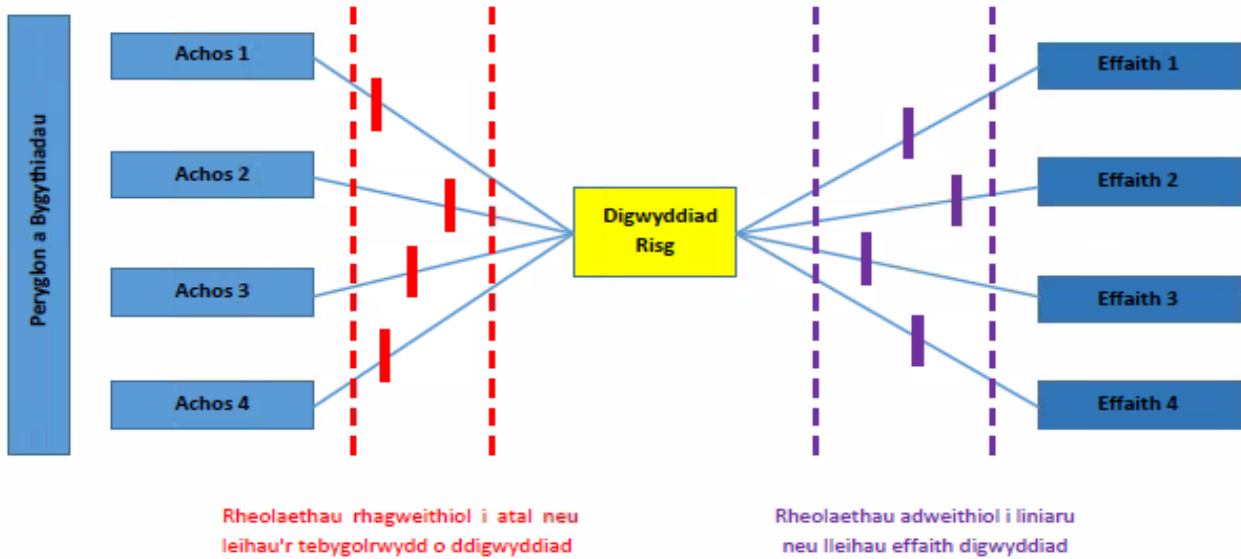 Peryglon a Bygythiadau
Achos 1
Achos 2
Achos 3
Achos 4
Digwyddiad
Risg
Effaith 1
Effaith 2
Effaith 3
Effaith 4
Rheolaethau rhagweithiol i atal neu
leihau'r tebygolrwydd o ddigwyddiad
Rheolaethau adweithiol i liniaru
neu lleihau effaith digwyddiad